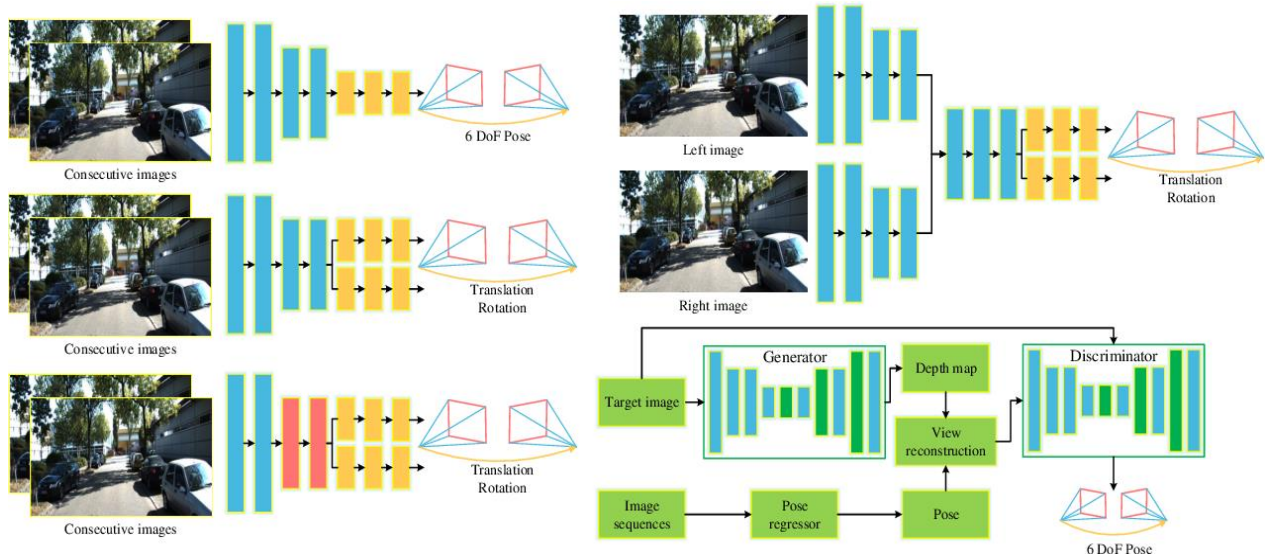 Consecutive images
6 DoF Pose
Consecutive images
Translation
Rotation
Consecutive images
Translation
Rotation
Left image
Right image
Translation
Rotation
Target image
Generator
Depth map
View
reconstruction
Discriminator
Image
sequences
Pose
regressor
Pose
6 DoF Pose